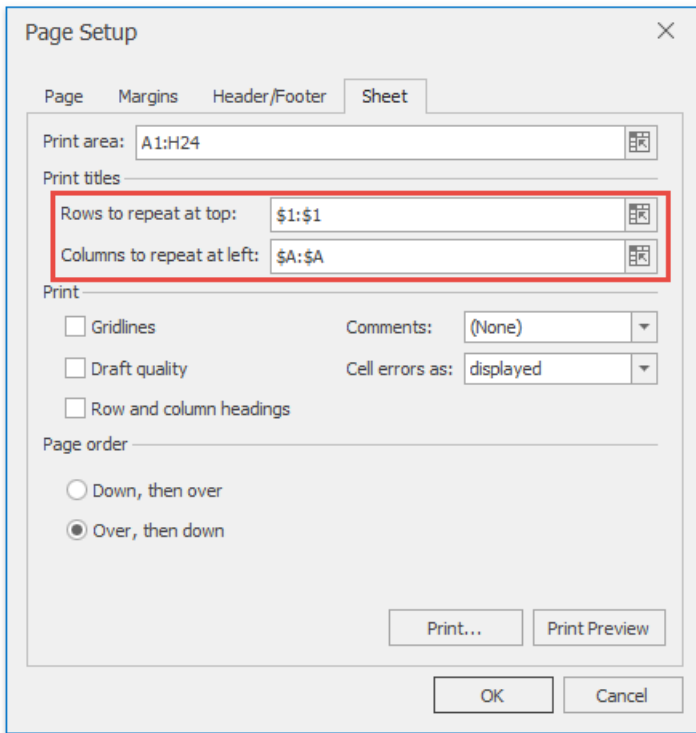 Page Setup
Page Margins Header/Footer Sheet
Print area: A1:H24
Print titles
Rows to repeat at top: $1:$1
Columns to repeat at left: $A:$A
Print
Gridlines Comments: (None)
Draft quality Cell errors as: displayed
Row and column headings
Page order
Down, then over
Over, then down
Print... Print Preview
OK Cancel